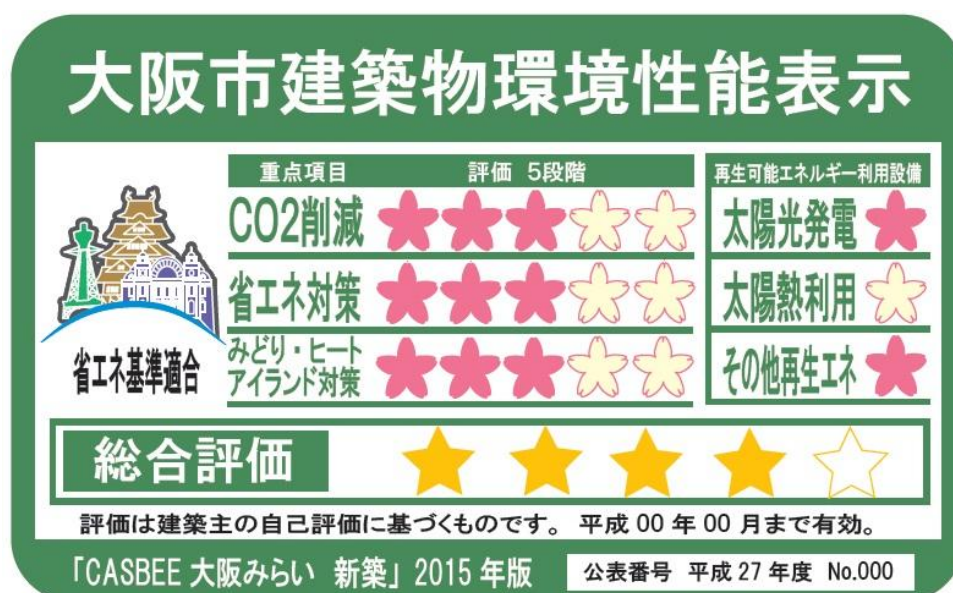 大阪市建築物環境性能表示
重点項目 評価 5段階
CO2削減
省エネ対策
みどり・ヒート
アイランド対策
再生可能エネルギー利用設備
太陽光発電
太陽熱利用
その他再生エネ
省エネ基準適合
総合評価
評価は建築主の自己評価に基づくものです。 平成 00 年 00 月まで有効。
「CASBEE 大阪みらい 新築」 2015 年版
公表番号 平成 27 年度 No.000